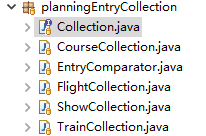 planningEntryCollection
Collection.java
CourseCollection.java
EntryComparator.java
FlightCollection.java
ShowCollection.java
TrainCollection.java